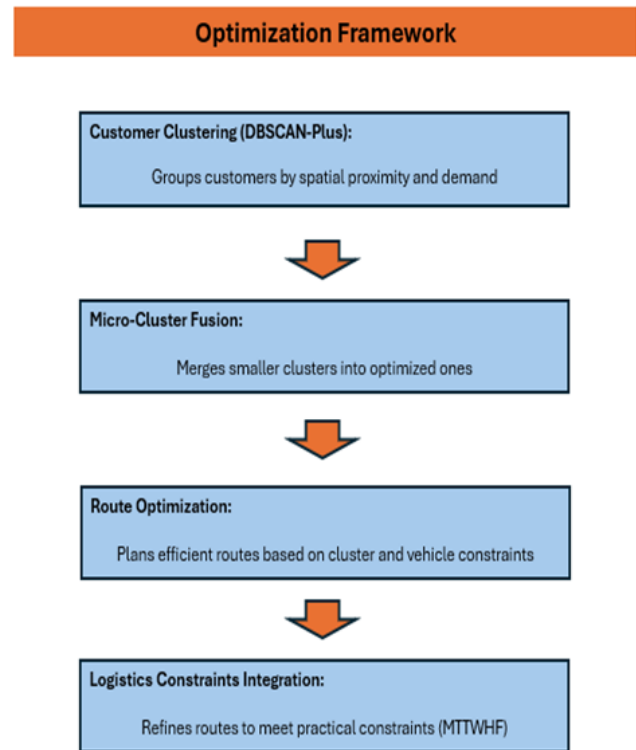 Optimization Framework
Customer Clustering (DBSCAN-Plus):
Groups customers by spatial proximity and demand
Micro-Cluster Fusion:
Merges smaller clusters into optimized ones
Route Optimization:
Plans efficient routes based on cluster and vehicle constraints
Logistics Constraints Integration:
Refines routes to meet practical constraints (MTTWHF)